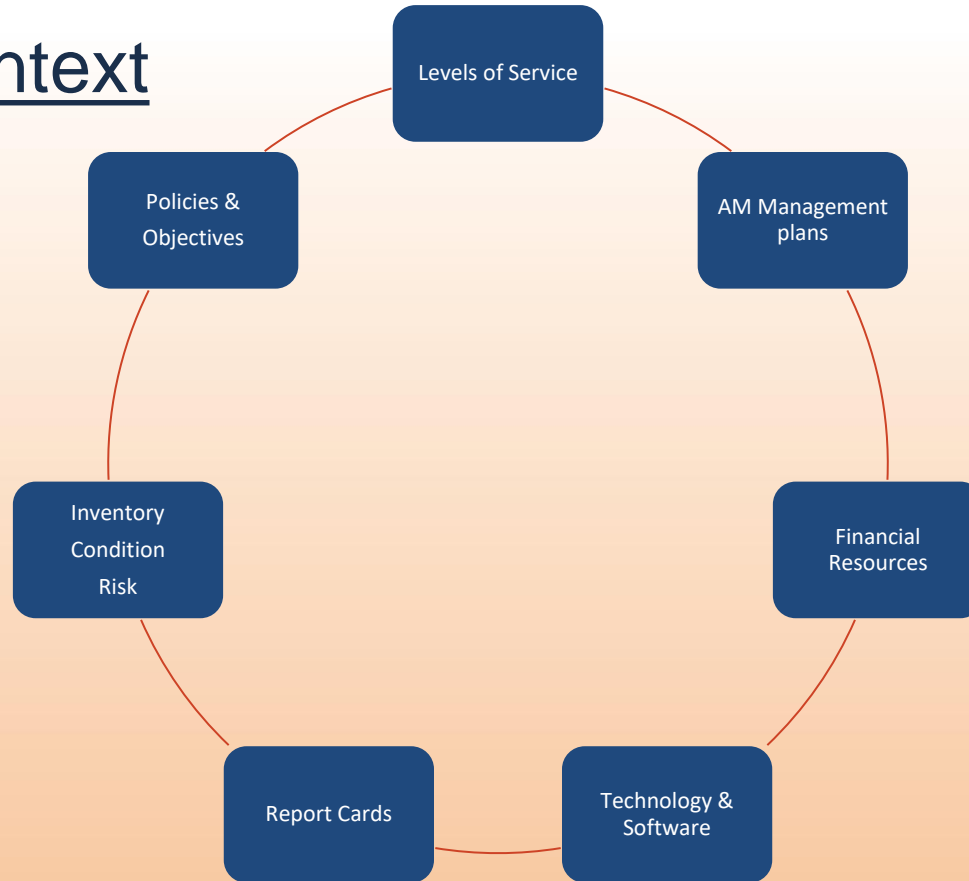 ntext
Levels of Service
Policies &
Objectives
AM Management
plans
Inventory
Condition
Risk
Financial
Resources
Report Cards
Technology &
Software